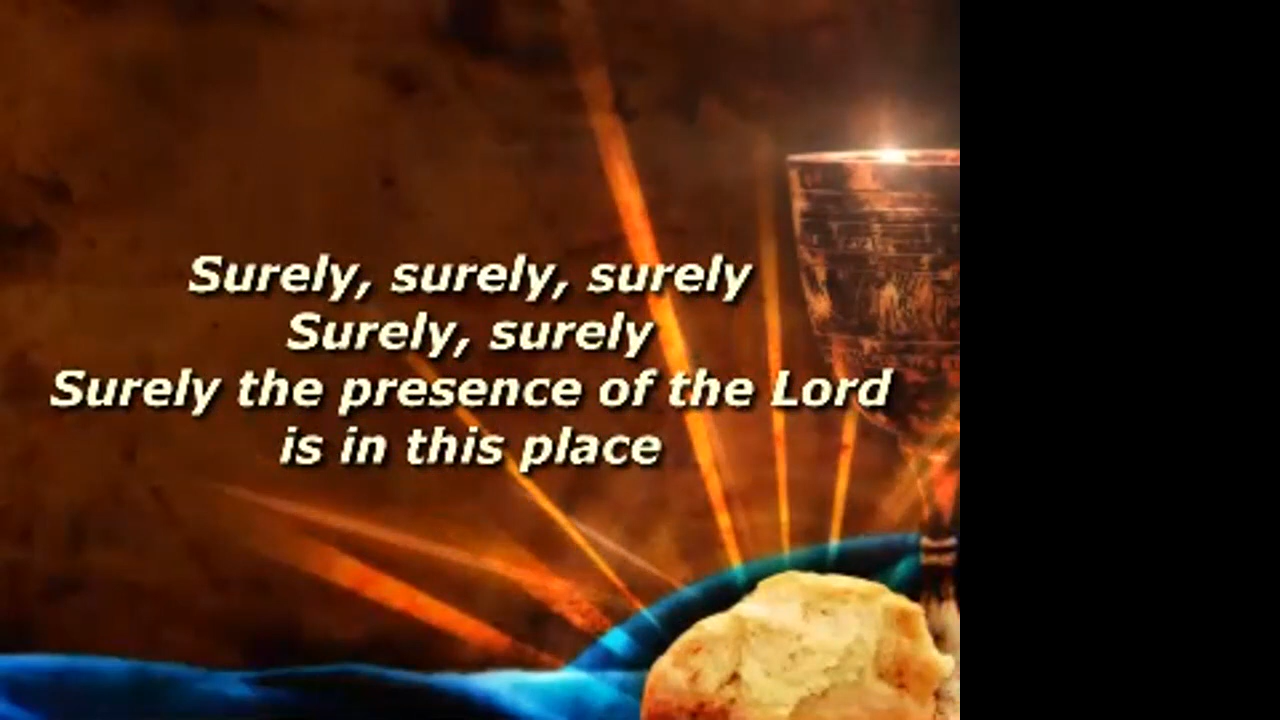 Surely, surely, surely
Surely, surely
Surely the presence of the Lord
is in this place